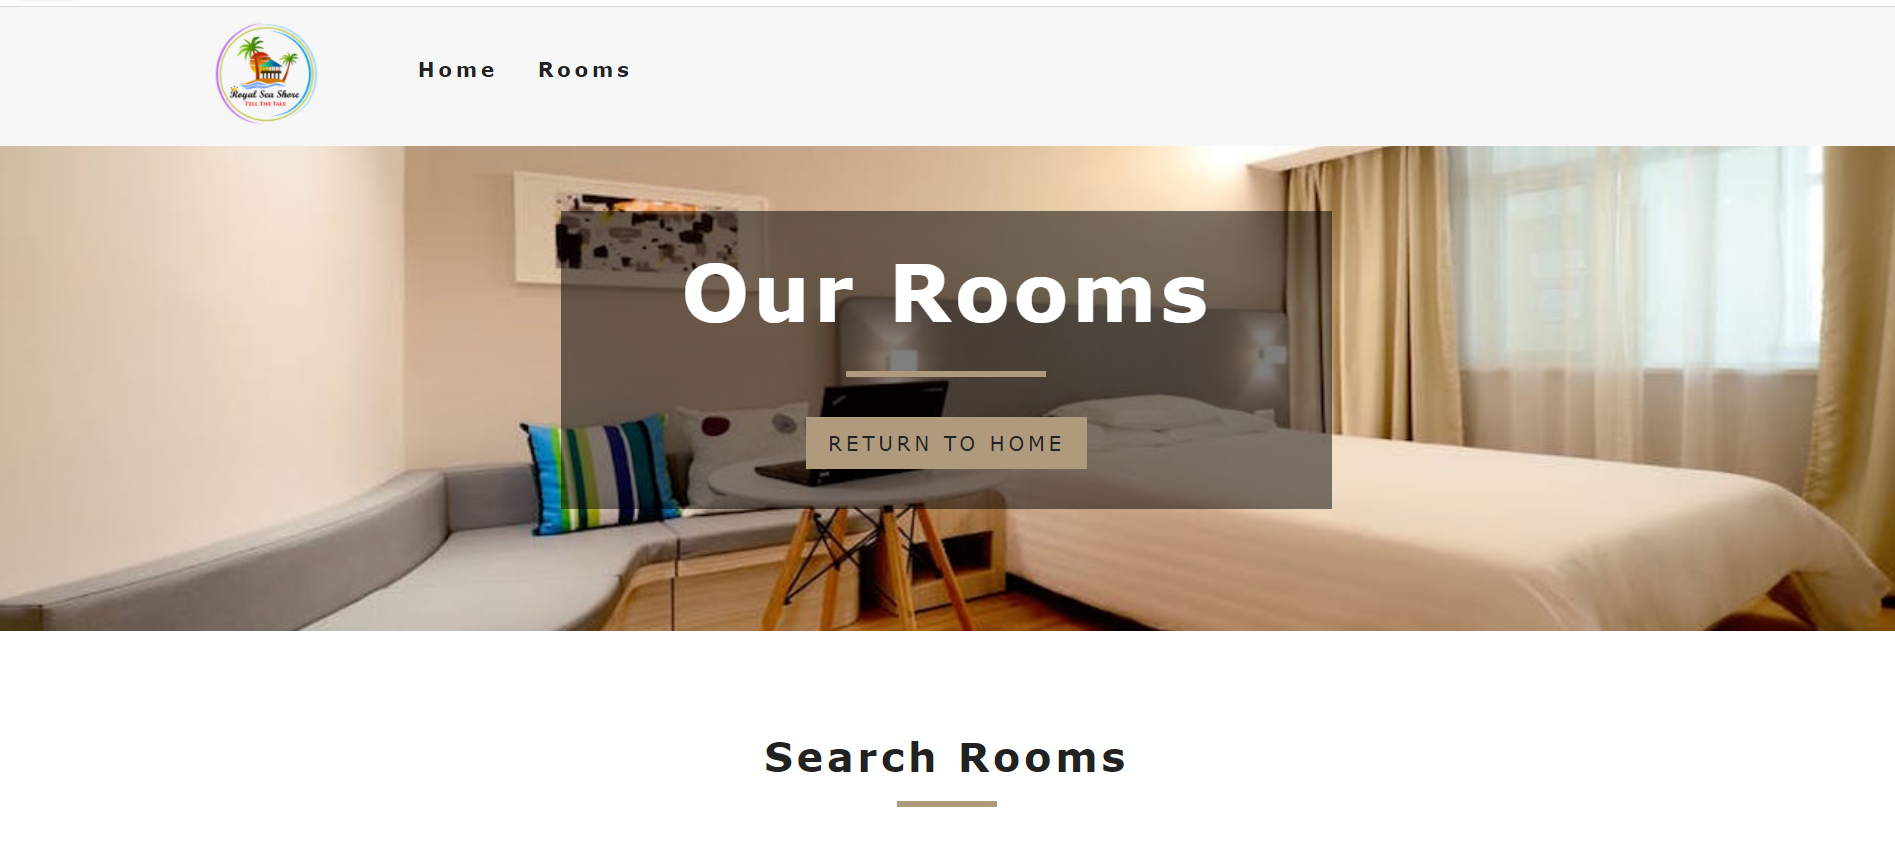 Royal Sea Shore
TELL THE TALE
Home Rooms
Our Rooms
RETURN TO HOME
Search Rooms